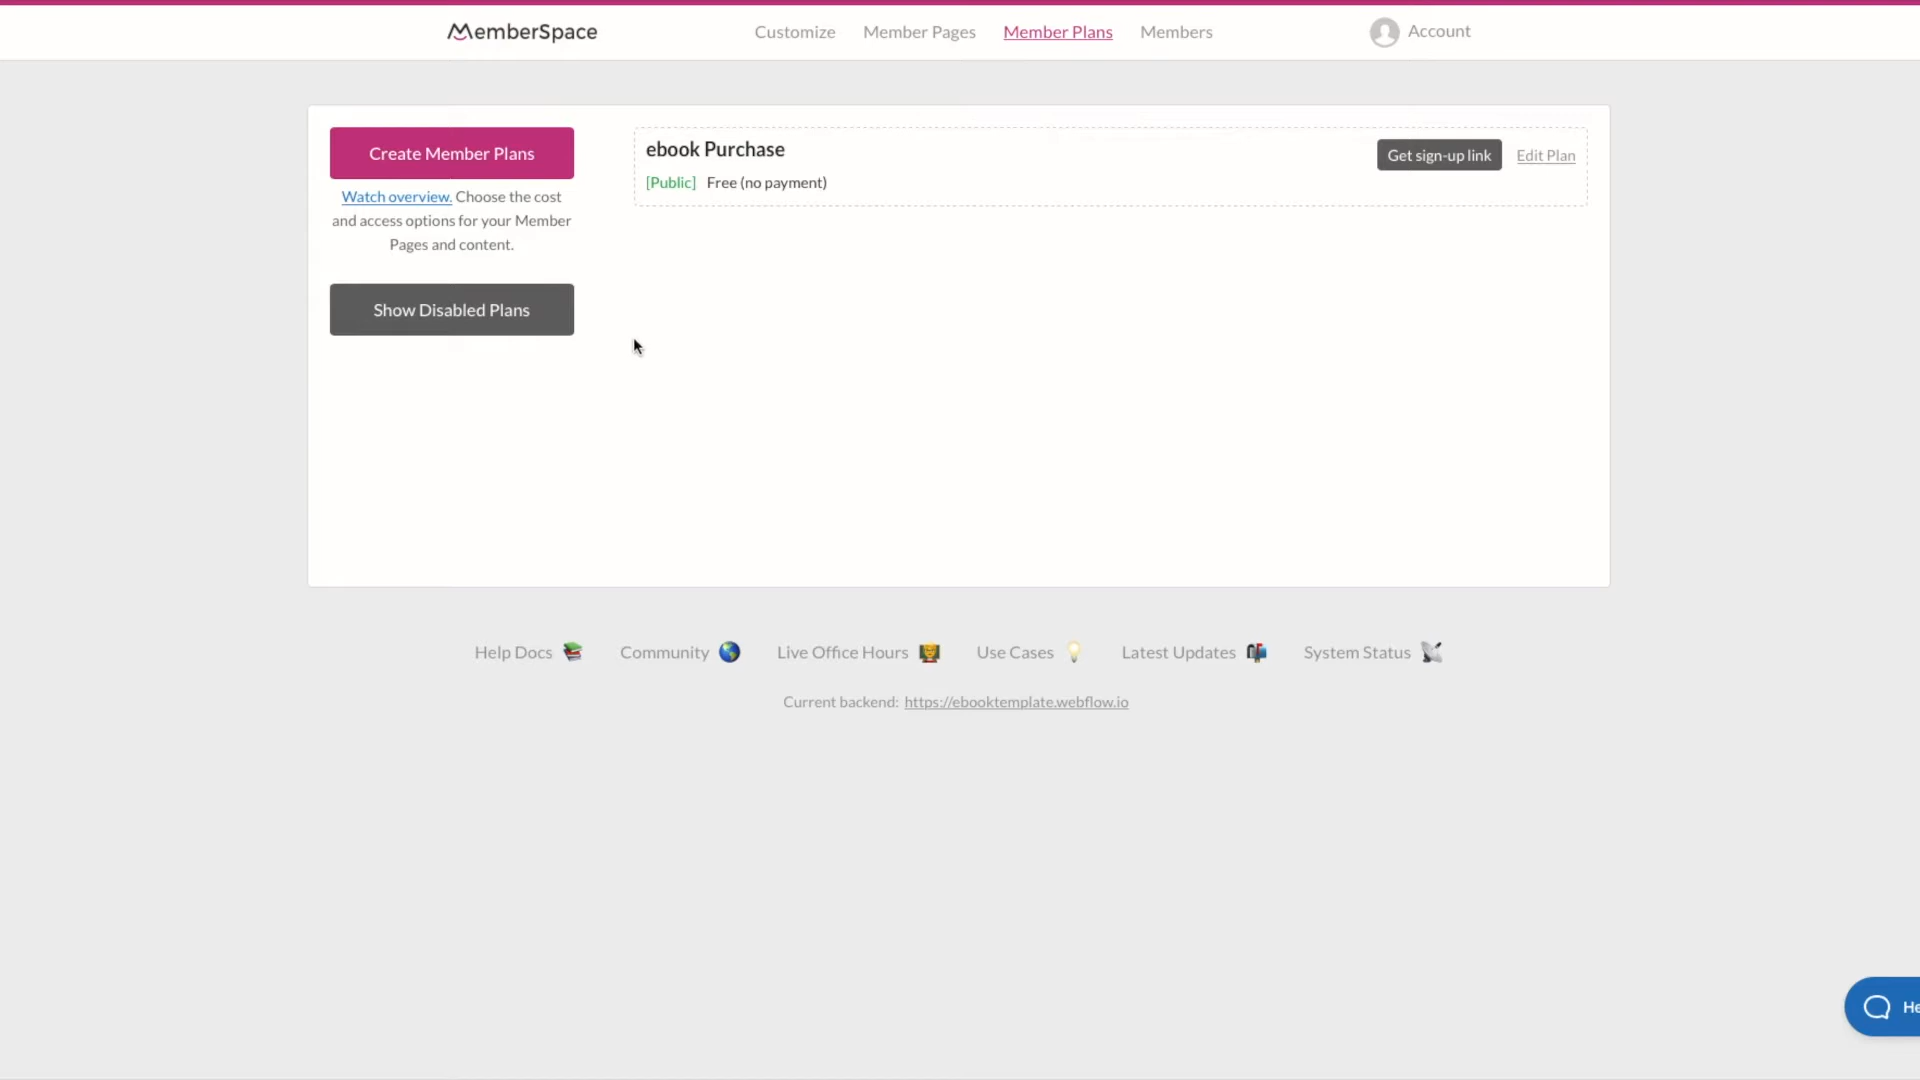 MemberSpace
Customize
Member Pages
Member Plans
Members
Account
Create Member Plans
Watch overview. Choose the cost
and access options for your Member
Pages and content.
Show Disabled Plans
ebook Purchase
[Public] Free (no payment)
Get sign-up link
Edit Plan
Help Docs
Community
Live Office Hours
Use Cases
Latest Updates
System Status
Current backend: https://ebooktemplate.webflow.io